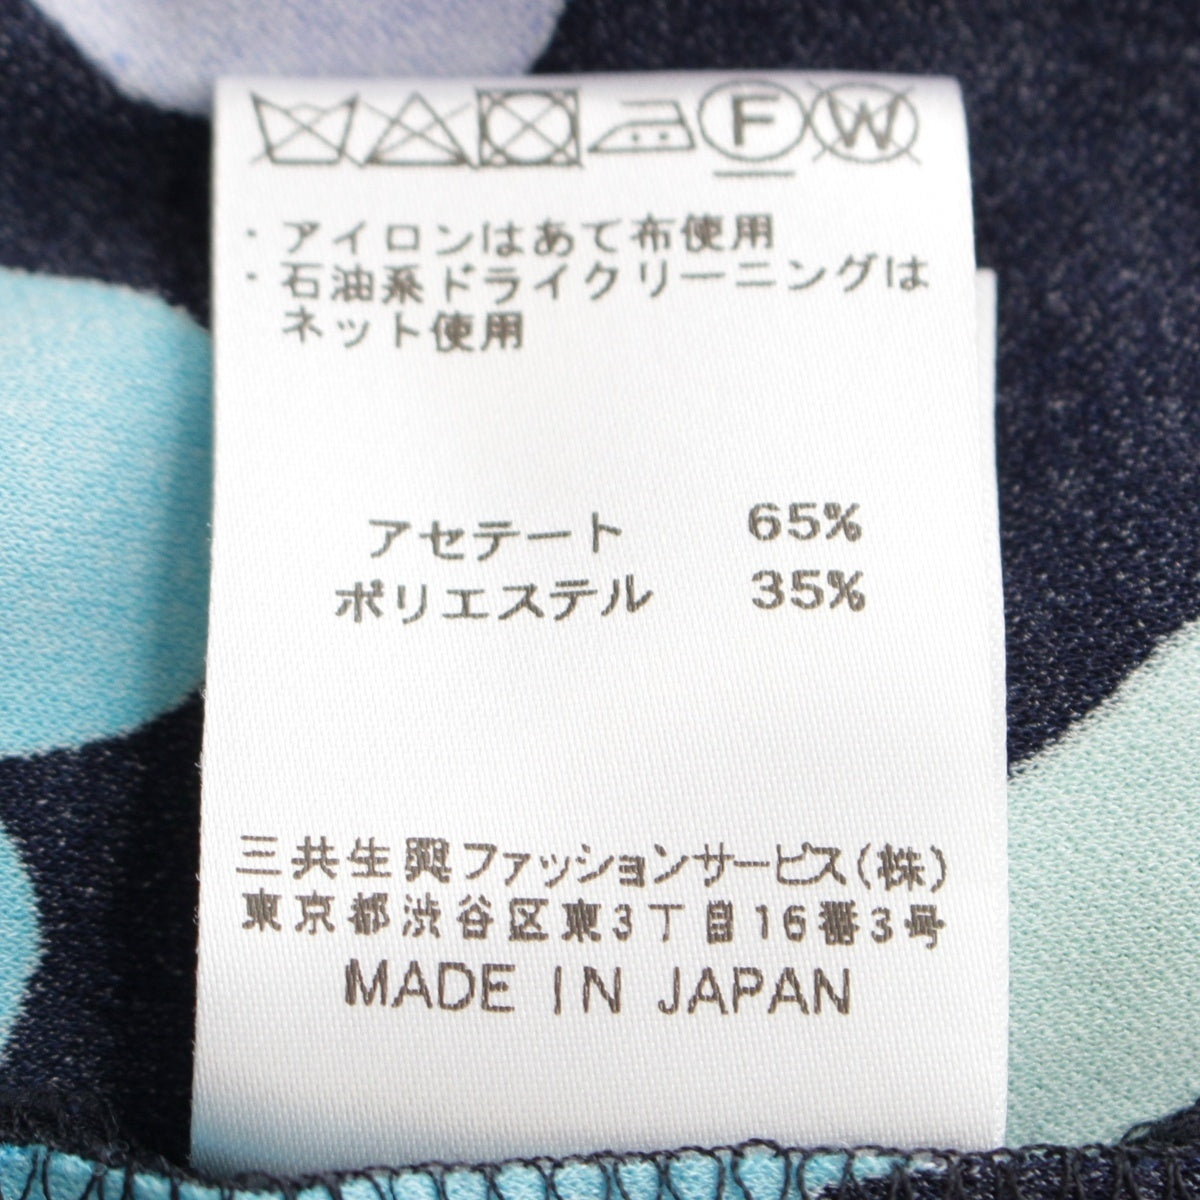 F W
・アイロンはあて布使用
・石油系ドライクリーニングは
ネット使用
アセテート 65%
ポリエステル 35%
三共生興ファッションサービス(株)
東京都渋谷区東3丁目16番3号
MADE IN JAPAN